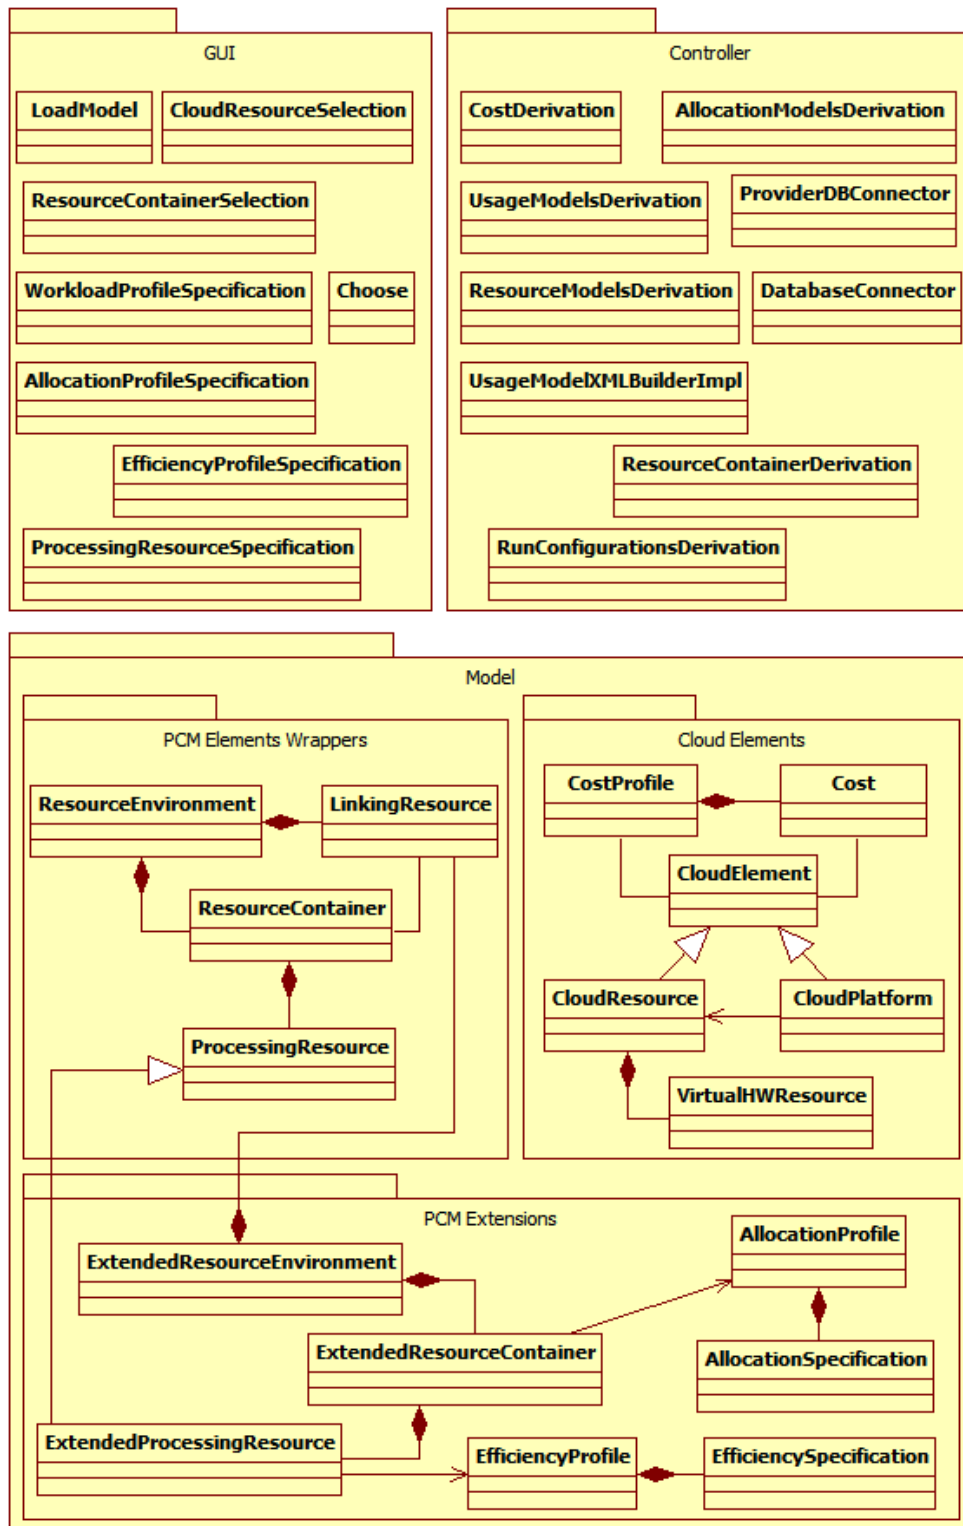 GUI
LoadModel
CloudResourceSelection
ResourceContainerSelection
WorkloadProfileSpecification
Choose
AllocationProfileSpecification
EfficiencyProfileSpecification
ProcessingResourceSpecification
Controller
CostDerivation
AllocationModelsDerivation
UsageModelsDerivation
ProviderDBConnector
ResourceModelsDerivation
DatabaseConnector
UsageModelXMLBuilderImpl
ResourceContainerDerivation
RunConfigurationsDerivation
Model
PCM Elements Wrappers
ResourceEnvironment
LinkingResource
ResourceContainer
ProcessingResource
Cloud Elements
CostProfile
Cost
CloudElement
CloudResource
CloudPlatform
VirtualHWResource
PCM Extensions
ExtendedResourceEnvironment
AllocationProfile
ExtendedResourceContainer
AllocationSpecification
ExtendedProcessingResource
EfficiencyProfile
EfficiencySpecification